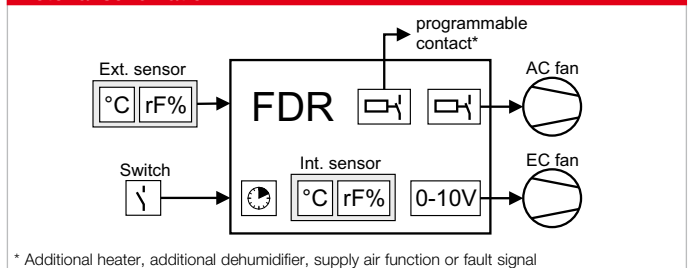 programmable
contact*
Ext. sensor
AC fan
°C rF%
FDR
Switch
Int. sensor
EC fan
°C rF%
0-10V
* Additional heater, additional dehumidifier, supply air function or fault signal